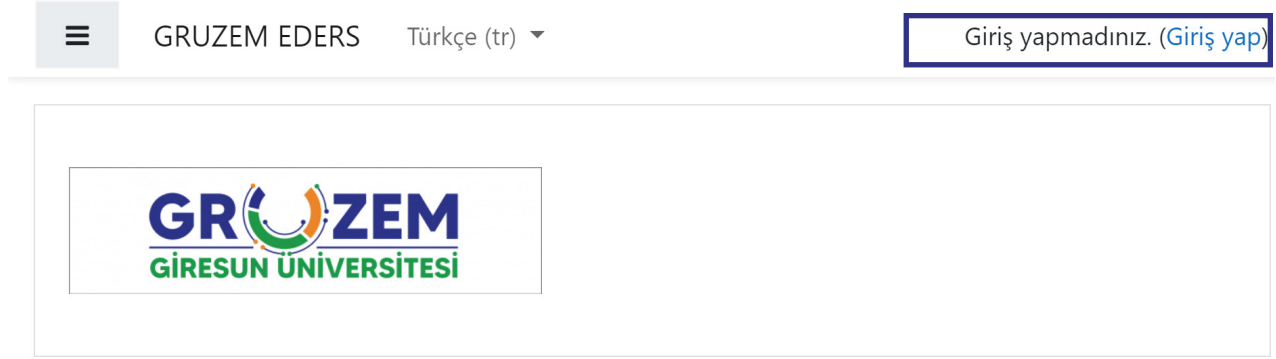 GRUZEM EDERS Türkçe (tr) Giriş yapmadınız. (Giriş yap)
GRUZEM
GİRESUN ÜNİVERSİTESİ